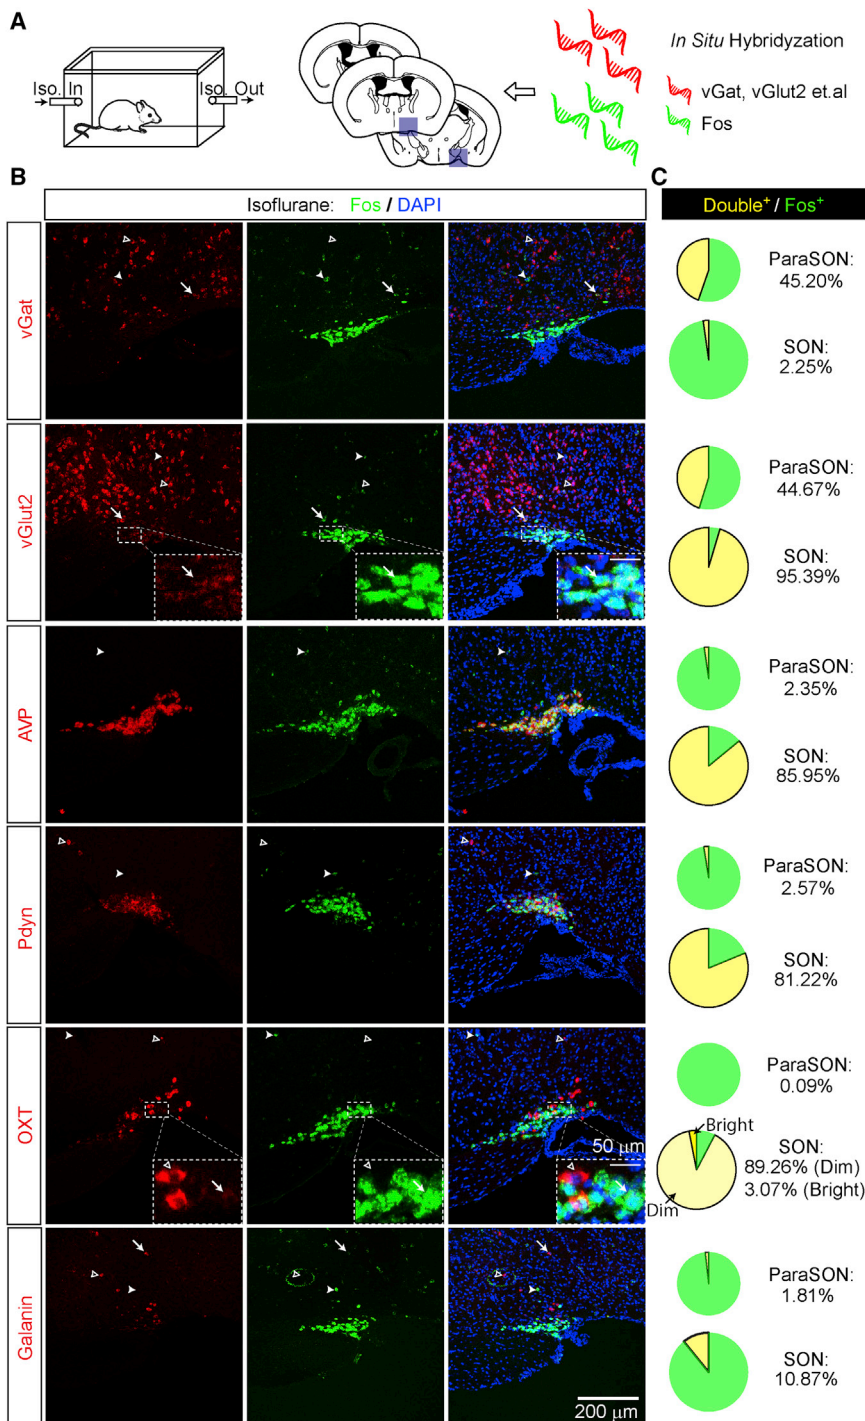 A
Iso. In
Iso. Out
In Situ Hybridyzation
vGat, vGlut2 et.al
Fos
B
Isoflurane: Fos / DAPI
C
Double⁺ / Fos⁺
vGat
ParaSON:
45.20%
SON:
2.25%
vGlut2
ParaSON:
44.67%
SON:
95.39%
AVP
ParaSON:
2.35%
SON:
85.95%
Pdyn
ParaSON:
2.57%
SON:
81.22%
OXT
50 µm
ParaSON:
0.09%
Bright
SON:
89.26% (Dim)
3.07% (Bright)
Dim
Galanin
200 µm
ParaSON:
1.81%
SON:
10.87%